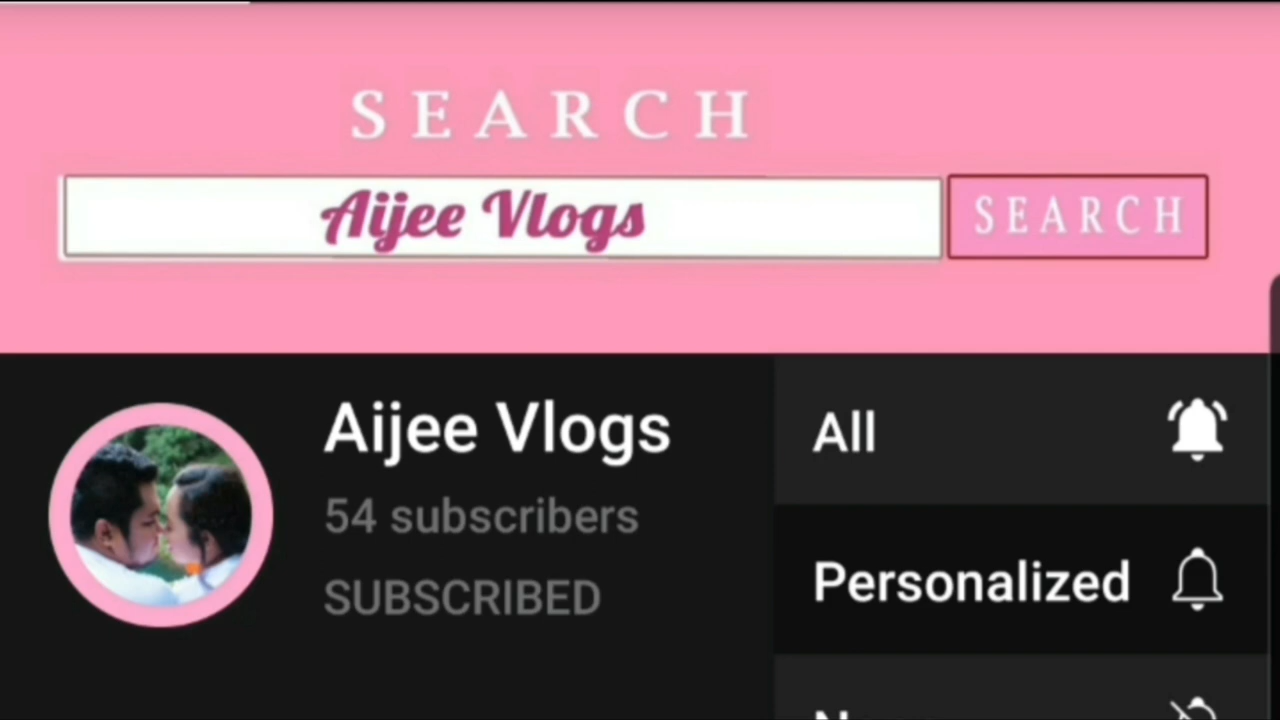 SEARCH
Aijee Vlogs
SEARCH
Aijee Vlogs
54 subscribers
SUBSCRIBED
All
Personalized